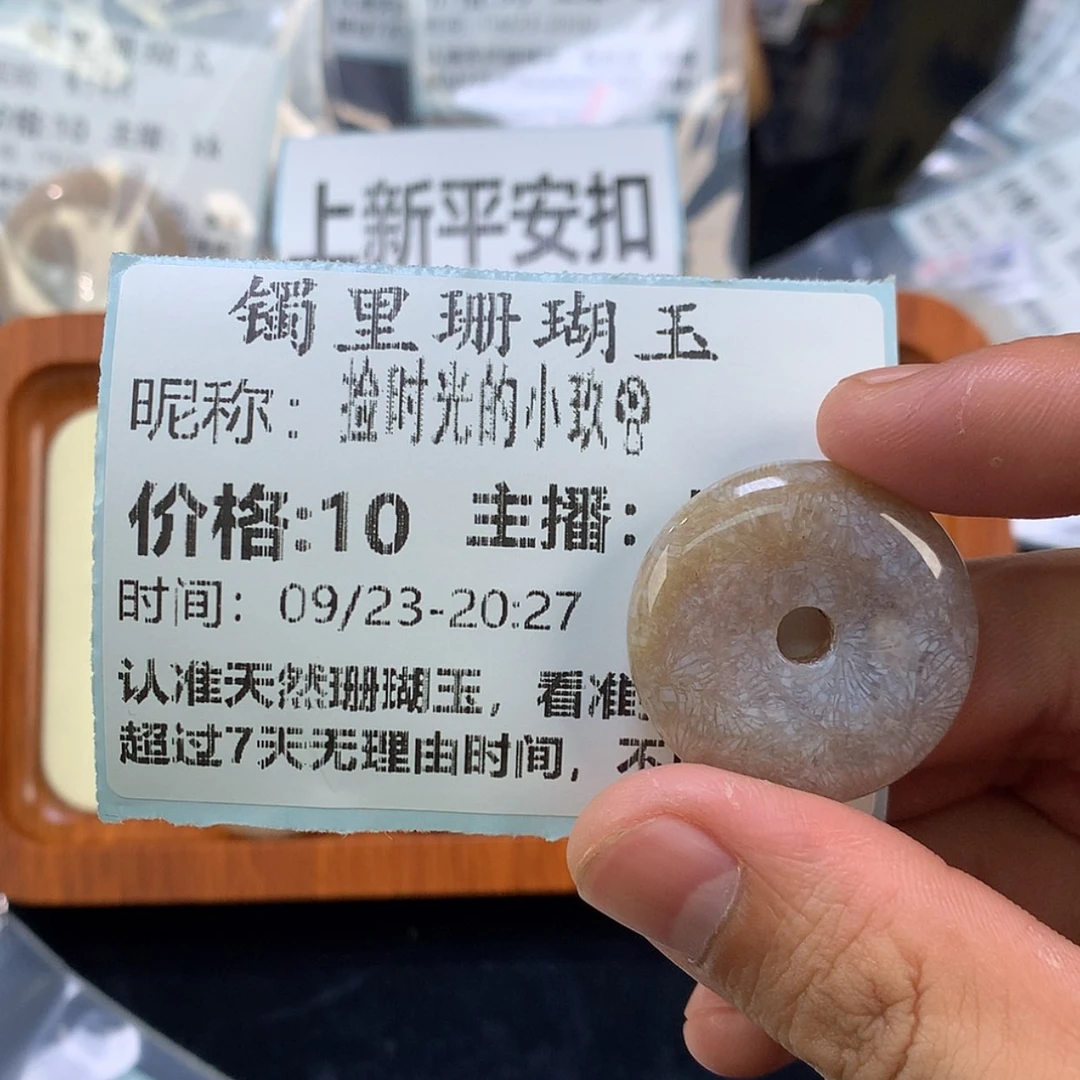 上新平安扣
镯里珊瑚玉
昵称：捡时光的小玖
价格:10 主播：
时间：09/23-20:27
认准天然珊瑚玉，看准
超过7天无理由时间，不